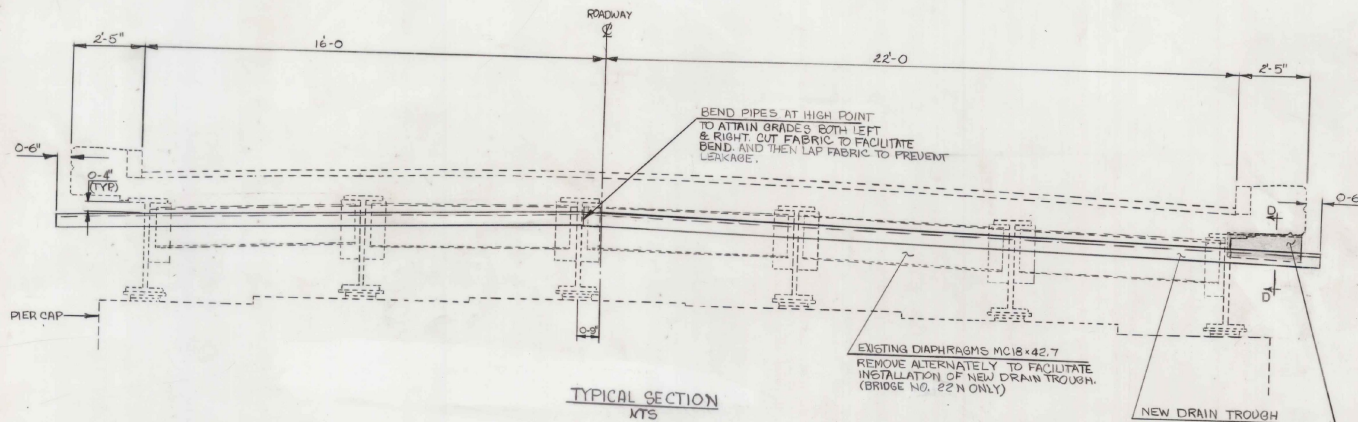 ROADWAY
℄
2'-5"
16'-0
22'-0
2'-5"
BEND PIPES AT HIGH POINT
TO ATTAIN GRADES BOTH LEFT
& RIGHT. CUT FABRIC TO FACILITATE
BEND. AND THEN LAP FABRIC TO PREVENT
LEAKAGE.
0-6"
0-4"
(TYP)
0-6
D
D
PIER CAP
0-9"
EXISTING DIAPHRAGMS MC18×42.7
REMOVE ALTERNATELY TO FACILITATE
INSTALLATION OF NEW DRAIN TROUGH.
(BRIDGE NO. 22N ONLY)
TYPICAL SECTION
NTS
NEW DRAIN TROUGH